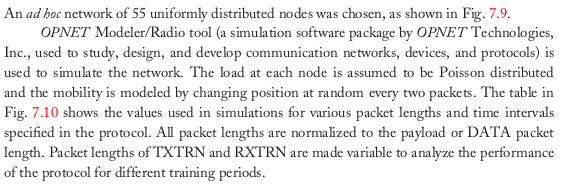 An ad hoc network of 55 uniformly distributed nodes was chosen, as shown in Fig. 7.9.
OPNET Modeler/Radio tool (a simulation software package by OPNET Technologies,
Inc., used to study, design, and develop communication networks, devices, and protocols) is
used to simulate the network. The load at each node is assumed to be Poisson distributed
and the mobility is modeled by changing position at random every two packets. The table in
Fig. 7.10 shows the values used in simulations for various packet lengths and time intervals
specified in the protocol. All packet lengths are normalized to the payload or DATA packet
length. Packet lengths of TXTRN and RXTRN are made variable to analyze the performance
of the protocol for different training periods.